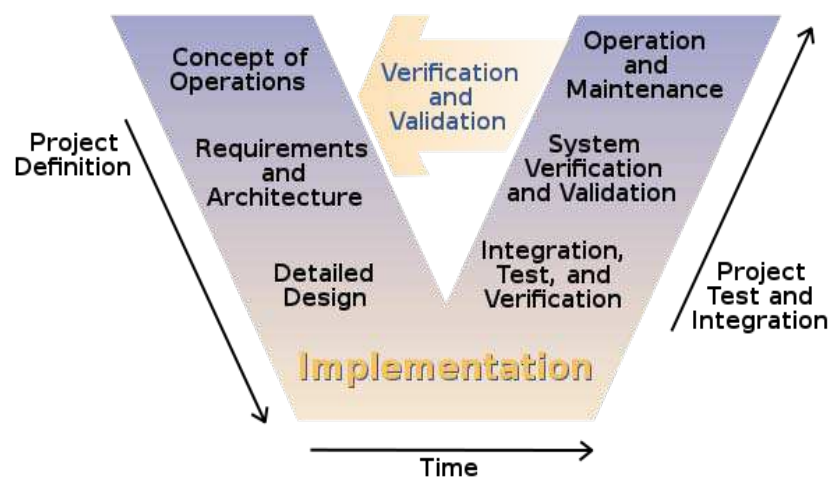 Concept of
Operations
Verification
and
Validation
Operation
and
Maintenance
Project
Definition
Requirements
and
Architecture
System
Verification
and Validation
Detailed
Design
Integration,
Test, and
Verification
Project
Test and
Integration
Implementation
Time